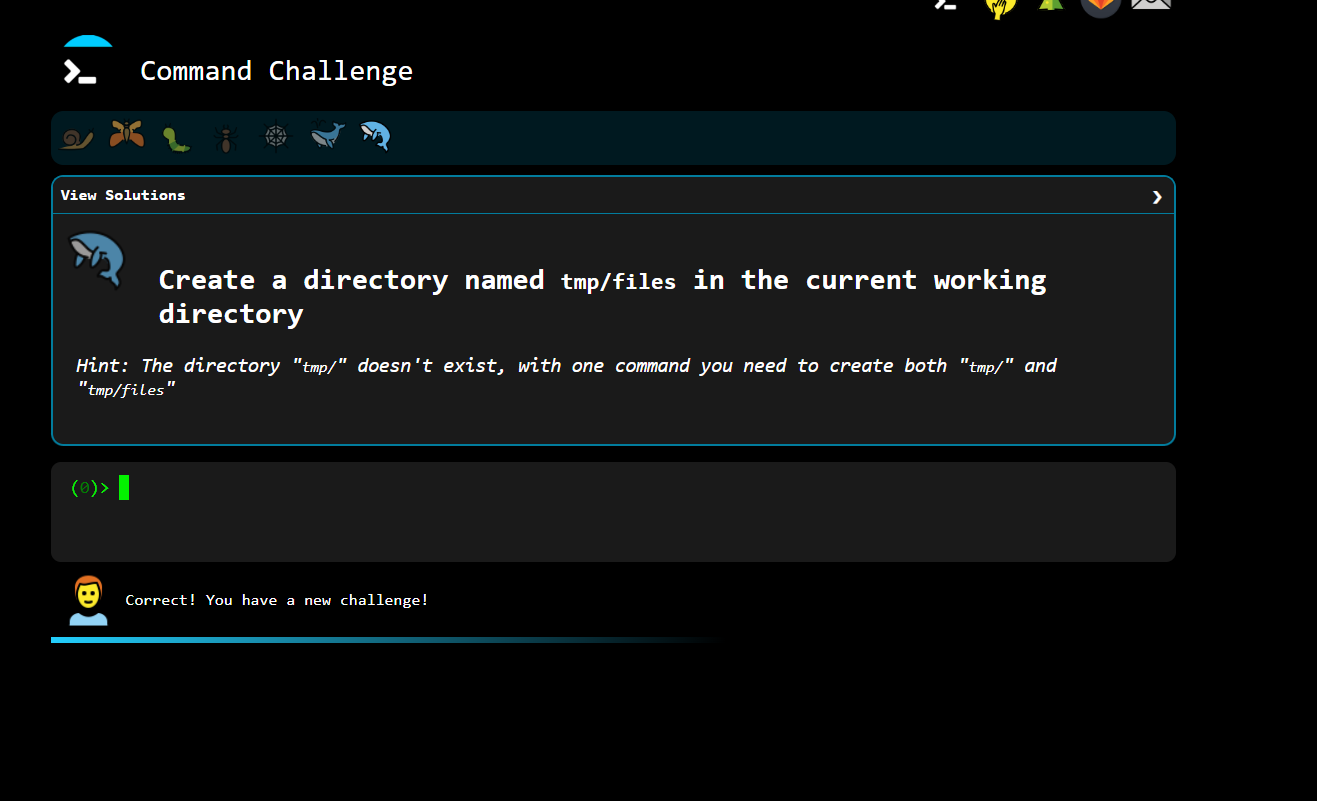 Command Challenge
View Solutions
Create a directory named tmp/files in the current working
directory
Hint: The directory "tmp/" doesn't exist, with one command you need to create both "tmp/" and
"tmp/files"
(0)>
Correct! You have a new challenge!